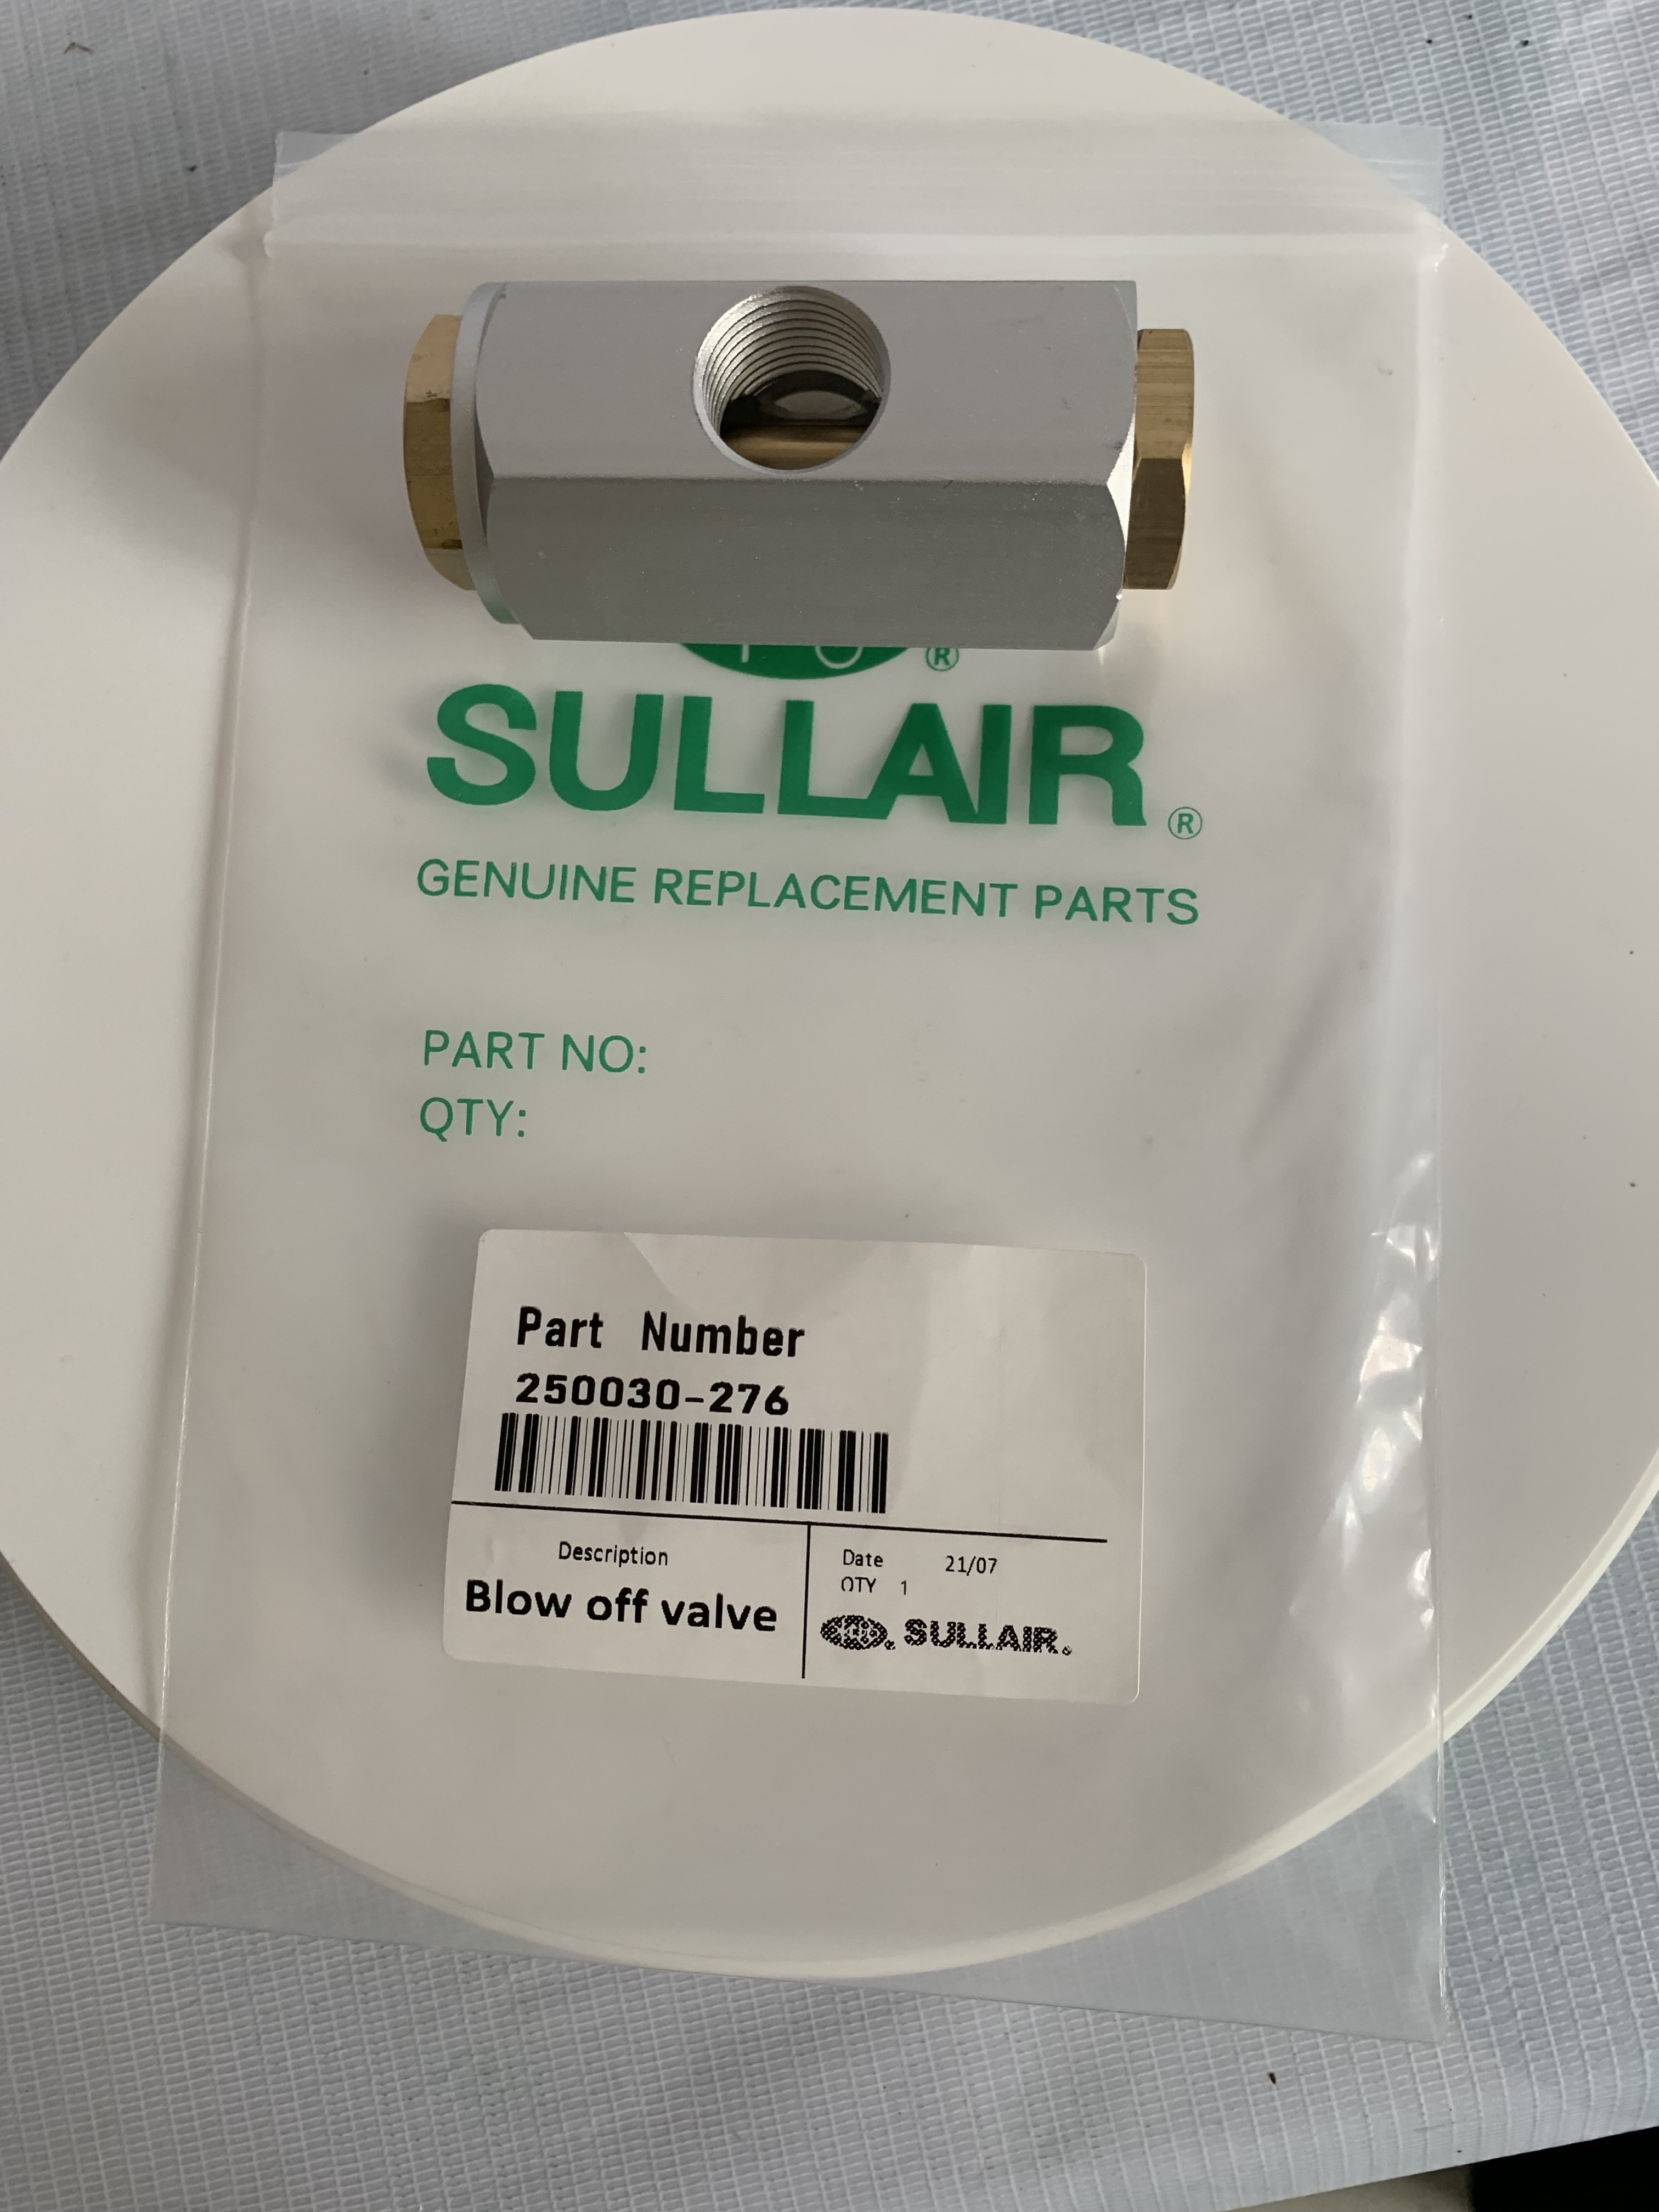 ®
SULLAIR®
GENUINE REPLACEMENT PARTS
PART NO:
QTY:
Part Number
250030-276
Description
Blow off valve
Date 21/07
QTY 1
SULLAIR®